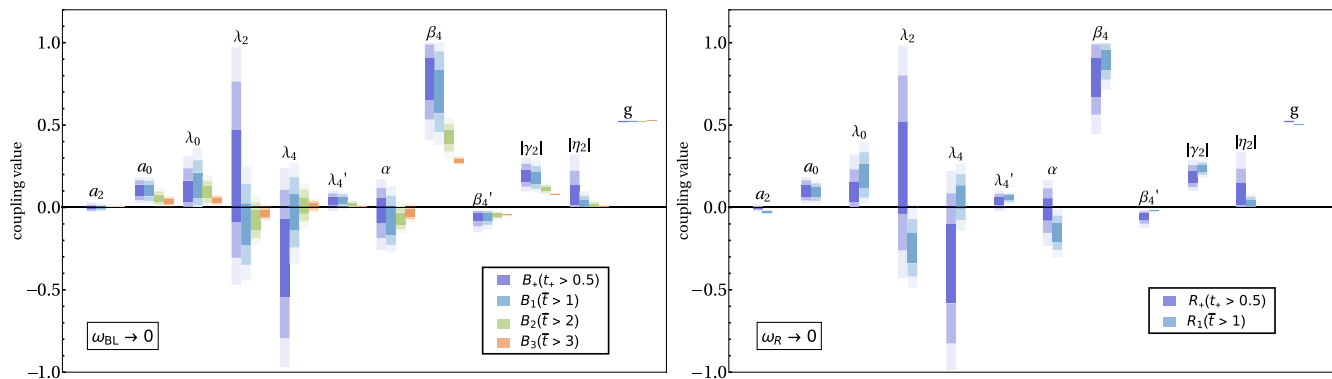 coupling value
1.0
0.5
0.0
−0.5
−1.0
a₂
a₀
λ₀
λ₂
λ₄
λ₄'
α
β₄
β₄'
|γ₂|
|η₂|
g
B₊(t₊ > 0.5)
B₁(t̄ > 1)
B₂(t̄ > 2)
B₃(t̄ > 3)
ω_BL → 0
coupling value
1.0
0.5
0.0
−0.5
−1.0
a₂
a₀
λ₀
λ₂
λ₄
λ₄'
α
β₄
β₄'
|γ₂|
|η₂|
g
R₊(t₊ > 0.5)
R₁(t̄ > 1)
ω_R → 0